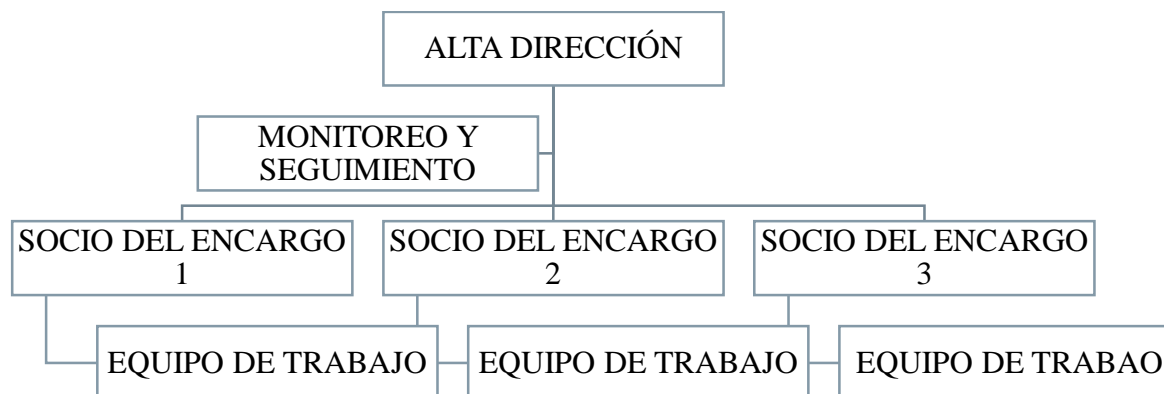 ALTA DIRECCIÓN
MONITOREO Y
SEGUIMIENTO
SOCIO DEL ENCARGO
1
SOCIO DEL ENCARGO
2
SOCIO DEL ENCARGO
3
EQUIPO DE TRABAJO
EQUIPO DE TRABAJO
EQUIPO DE TRABAO